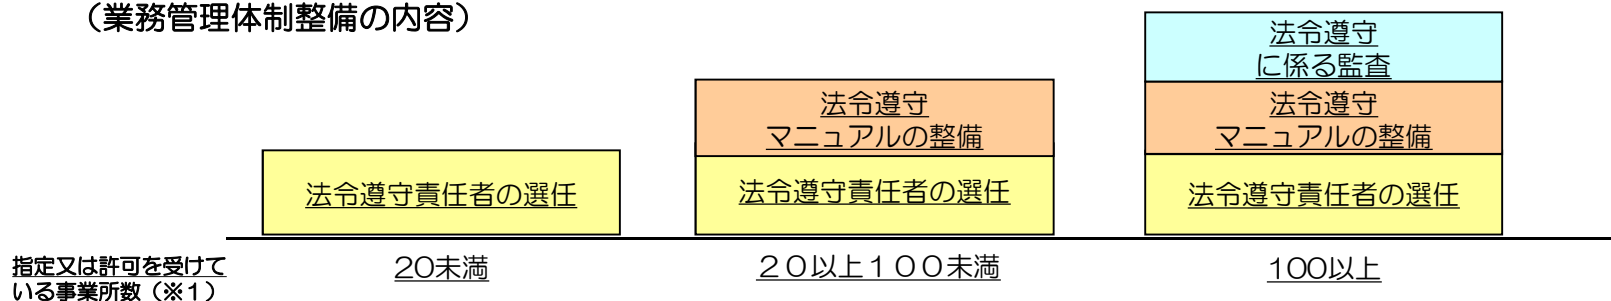 （業務管理体制整備の内容）
法令遵守
に係る監査
法令遵守
マニュアルの整備
法令遵守
マニュアルの整備
法令遵守責任者の選任
法令遵守責任者の選任
法令遵守責任者の選任
指定又は許可を受けて
いる事業所数（※１）
20未満
２０以上１００未満
100以上